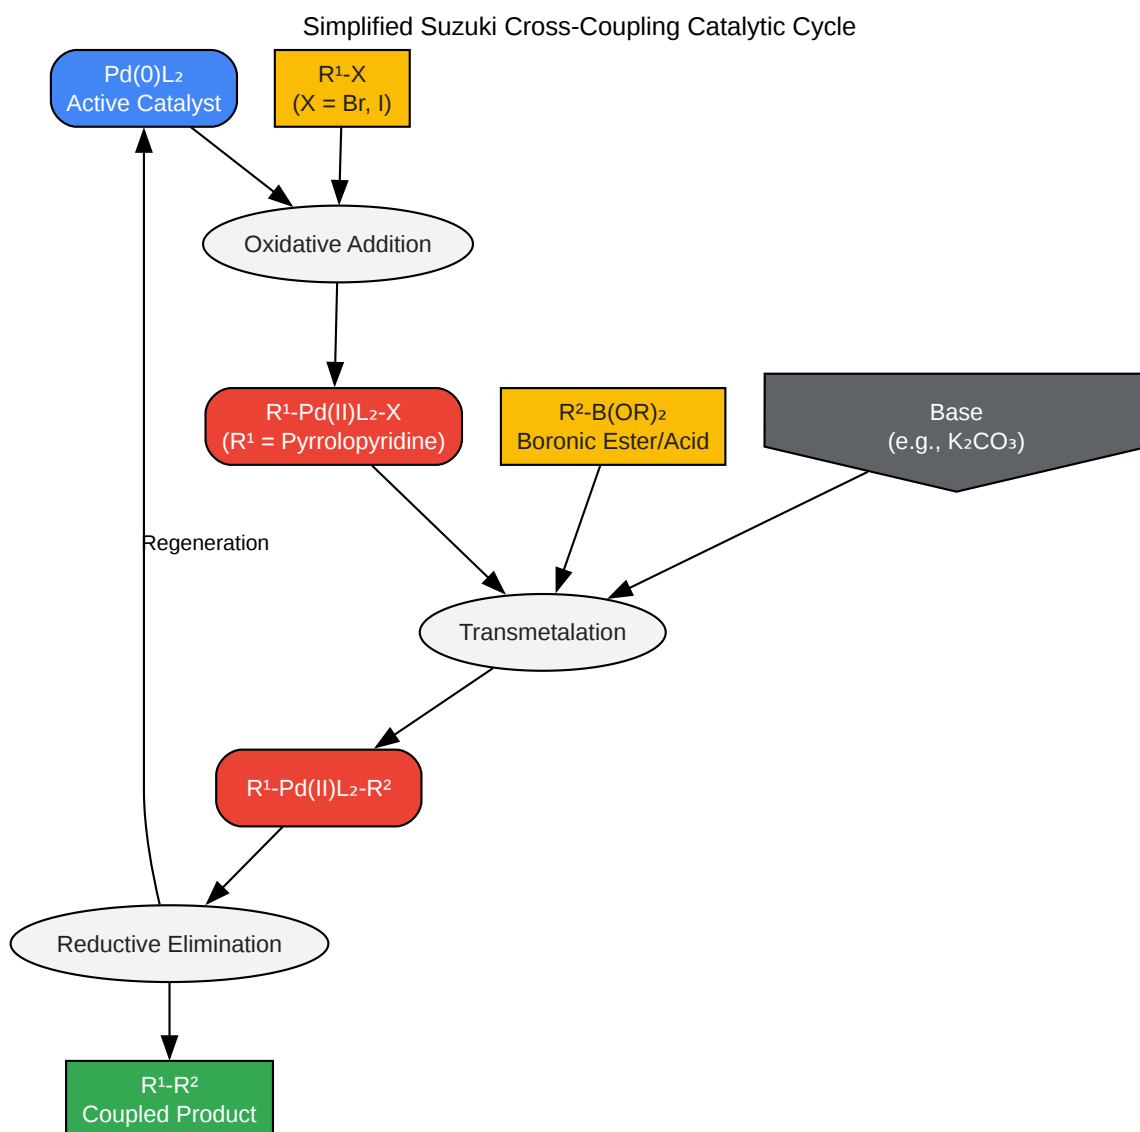 Simplified Suzuki Cross-Coupling Catalytic Cycle
Pd(0)L₂
Active Catalyst
R¹-X
(X = Br, I)
Oxidative Addition
R¹-Pd(II)L₂-X
(R¹ = Pyrrolopyridine)
R²-B(OR)₂
Boronic Ester/Acid
Base
(e.g., K₂CO₃)
Regeneration
Transmetalation
R¹-Pd(II)L₂-R²
Reductive Elimination
R¹-R²
Coupled Product